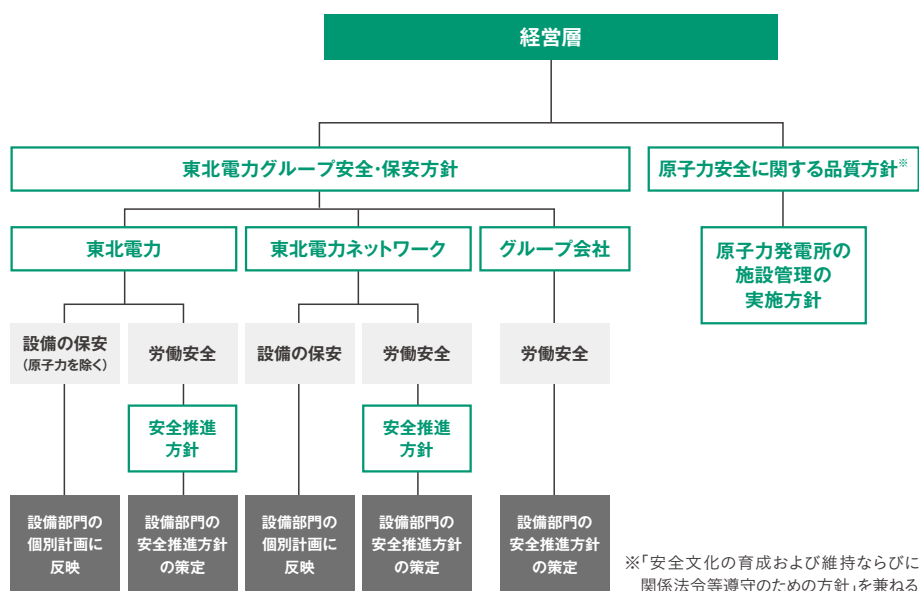 経営層
東北電力グループ安全・保安方針
原子力安全に関する品質方針※
東北電力
東北電力ネットワーク
グループ会社
原子力発電所の
施設管理の
実施方針
設備の保安
(原子力を除く)
労働安全
設備の保安
労働安全
労働安全
安全推進
方針
安全推進
方針
設備部門の
個別計画に
反映
設備部門の
安全推進方針
の策定
設備部門の
個別計画に
反映
設備部門の
安全推進方針
の策定
設備部門の
安全推進方針
の策定
※「安全文化の育成および維持ならびに
関係法令等遵守のための方針」を兼ねる